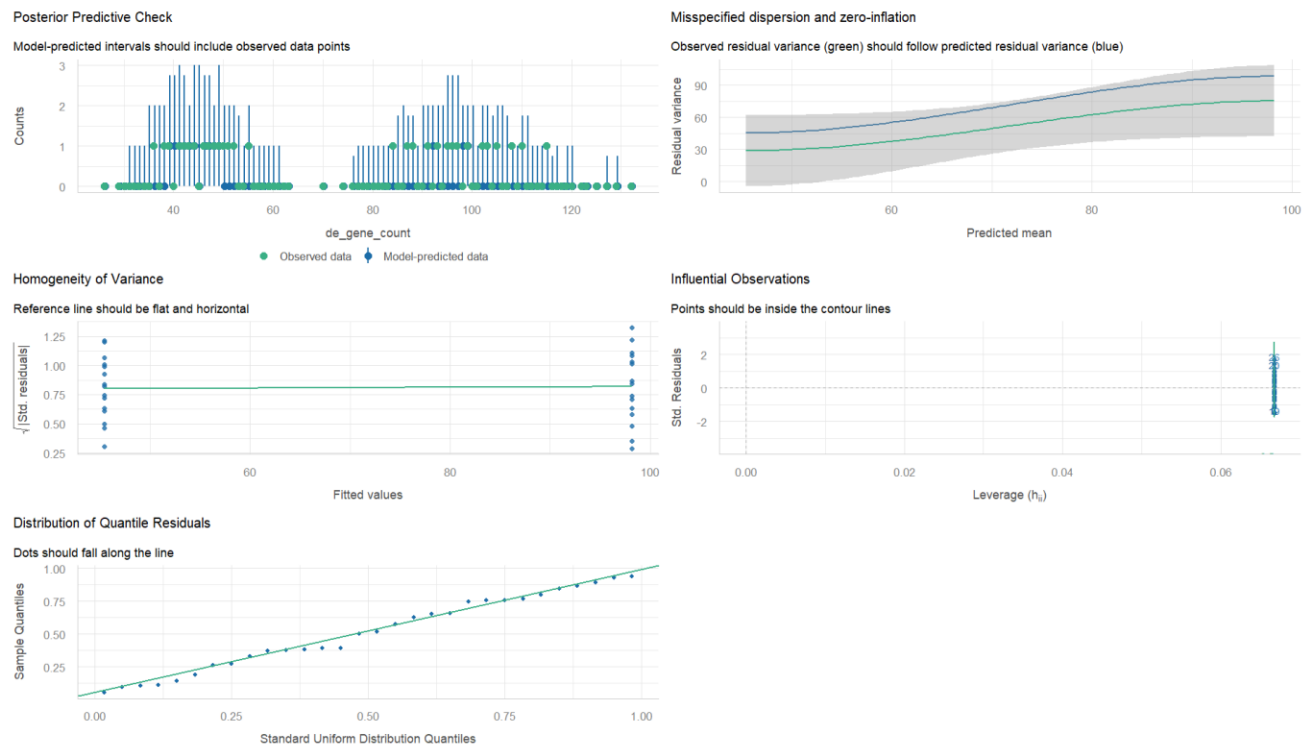 Posterior Predictive Check
Model-predicted intervals should include observed data points
Counts
3
2
1
0
40
60
80
100
120
de_gene_count
Observed data
Model-predicted data
Misspecified dispersion and zero-inflation
Observed residual variance (green) should follow predicted residual variance (blue)
Residual variance
90
60
30
0
60
80
100
Predicted mean
Homogeneity of Variance
Reference line should be flat and horizontal
√|Std. residuals|
1.25
1.00
0.75
0.50
0.25
60
80
100
Fitted values
Influential Observations
Points should be inside the contour lines
Std. Residuals
2
0
-2
0.00
0.02
0.04
0.06
Leverage (hᵢᵢ)
Distribution of Quantile Residuals
Dots should fall along the line
Sample Quantiles
1.00
0.75
0.50
0.25
0.00
0.25
0.50
0.75
1.00
Standard Uniform Distribution Quantiles